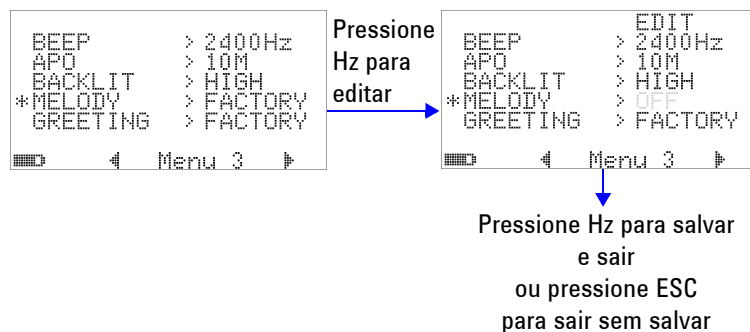 BEEP > 2400Hz
APO > 10M
BACKLIT > HIGH
*MELODY > FACTORY
GREETING > FACTORY
Menu 3
Pressione
Hz para
editar
EDIT
BEEP > 2400Hz
APO > 10M
BACKLIT > HIGH
*MELODY > OFF
GREETING > FACTORY
Menu 3
Pressione Hz para salvar
e sair
ou pressione ESC
para sair sem salvar